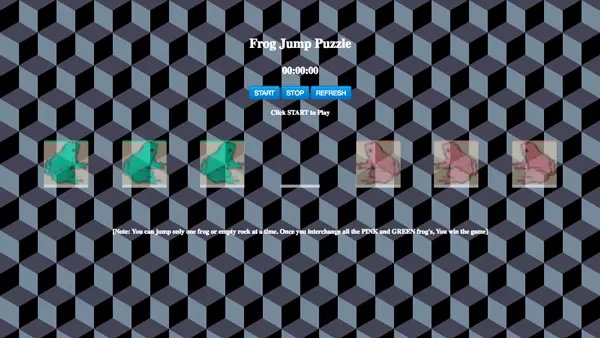 Frog Jump Puzzle
00:00:00
START STOP REFRESH
Click START to Play
[Note: You can jump only one frog or empty rock at a time. Once you interchange all the PINK and GREEN frog's, You win the game]